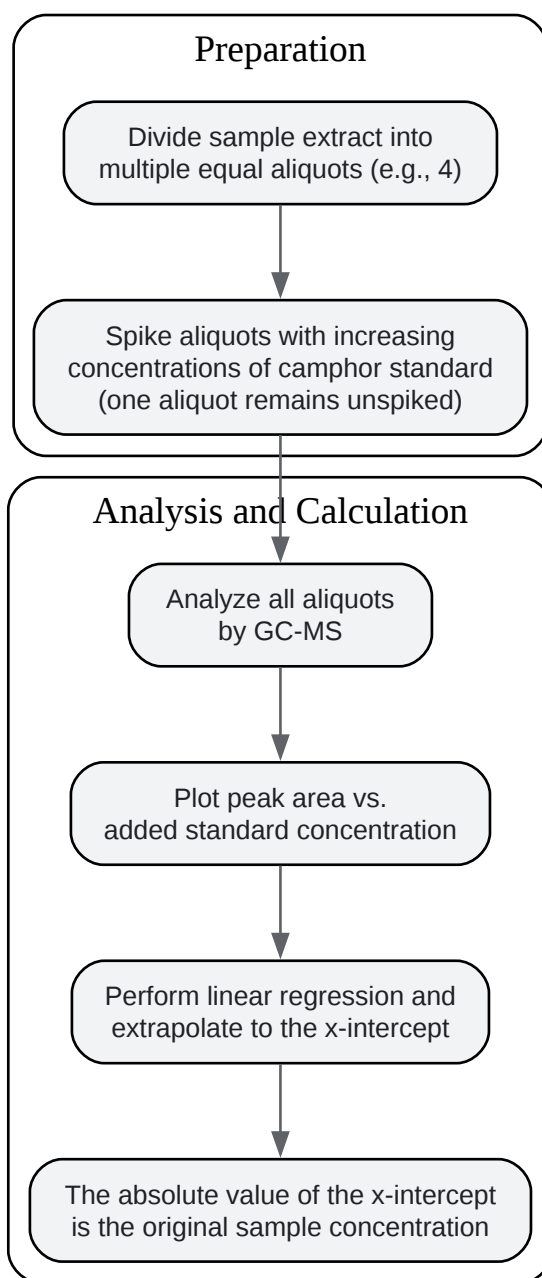 Preparation
Divide sample extract into
multiple equal aliquots (e.g., 4)
Spike aliquots with increasing
concentrations of camphor standard
(one aliquot remains unspiked)
Analysis and Calculation
Analyze all aliquots
by GC-MS
Plot peak area vs.
added standard concentration
Perform linear regression and
extrapolate to the x-intercept
The absolute value of the x-intercept
is the original sample concentration